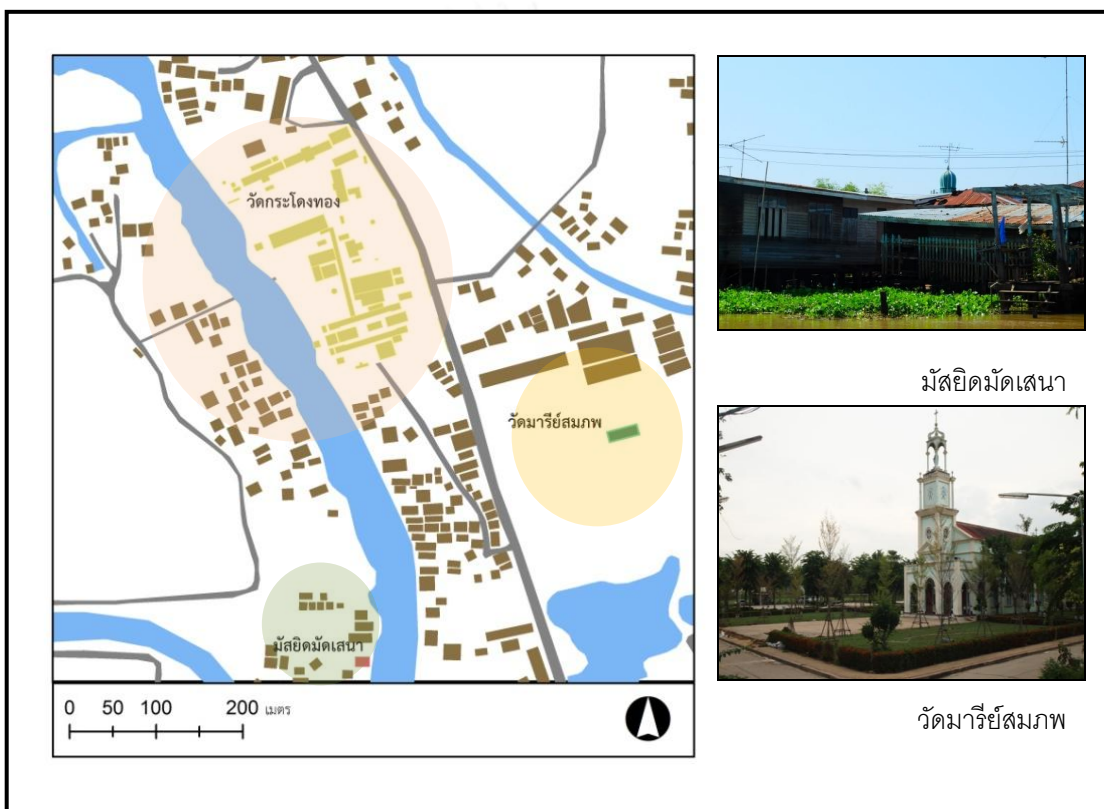 วัดกระโดงทอง
วัดมารีย์สมภพ
มัสยิดมัดเสนา
0 50 100 200 เมตร
มัสยิดมัดเสนา
วัดมารีย์สมภพ